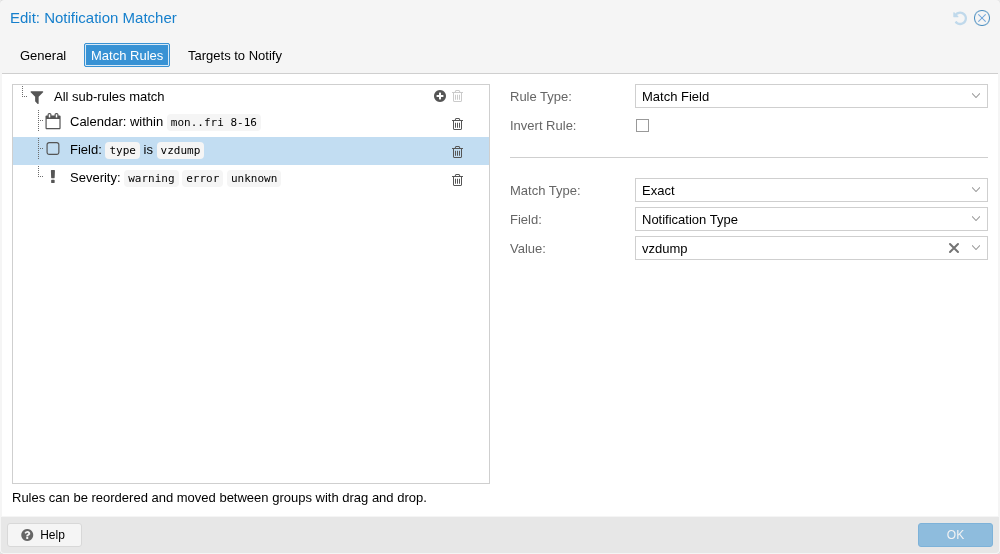 Edit: Notification Matcher
General Match Rules Targets to Notify
All sub-rules match
Calendar: within mon..fri 8-16
Field: type is vzdump
Severity: warning error unknown
Rules can be reordered and moved between groups with drag and drop.
Rule Type: Match Field
Invert Rule:
Match Type: Exact
Field: Notification Type
Value: vzdump
Help
OK